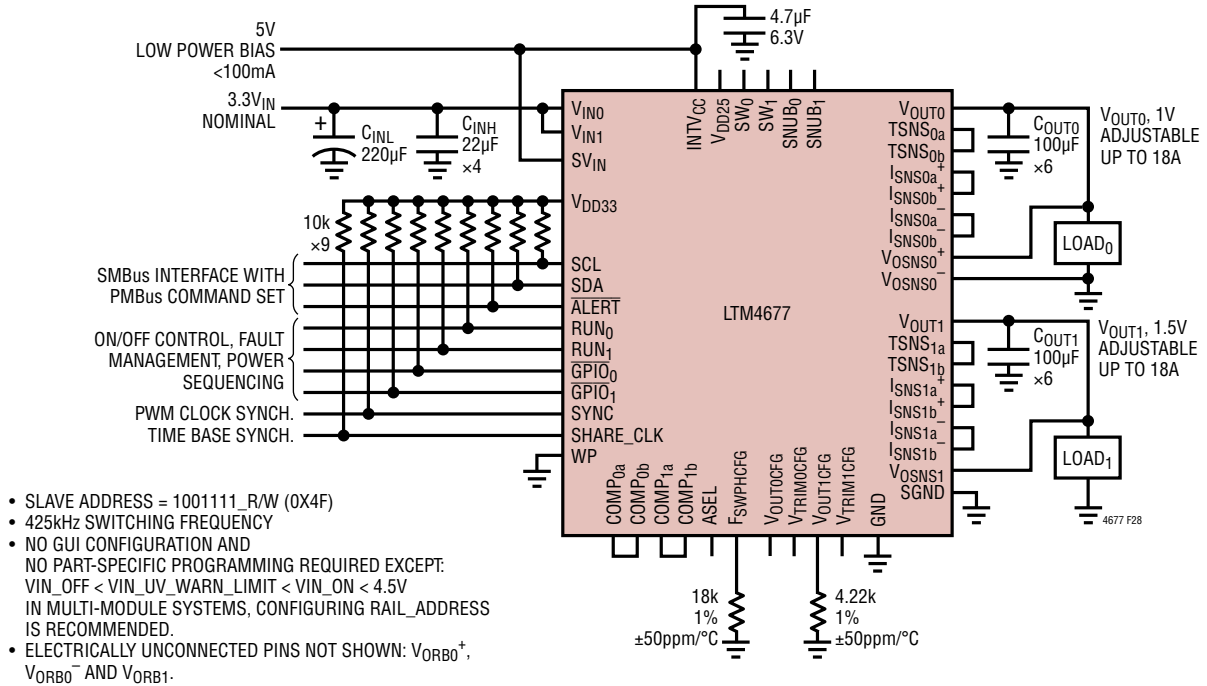 5V
LOW POWER BIAS
<100mA
3.3VIN
NOMINAL
+
CINL
220µF
CINH
22µF
×4
4.7µF
6.3V
INTVCC
VDD25
SW0
SW1
SNUB0
SNUB1
VIN0
VIN1
SVIN
VDD33
10k
×9
SMBus INTERFACE WITH
PMBus COMMAND SET
ON/OFF CONTROL, FAULT
MANAGEMENT, POWER
SEQUENCING
PWM CLOCK SYNCH.
TIME BASE SYNCH.
SCL
SDA
ALERT
RUN0
RUN1
GPIO0
GPIO1
SYNC
SHARE_CLK
WP
LTM4677
VOUT0
TSNS0a
TSNS0b
ISNS0a+
ISNS0b+
ISNS0a–
ISNS0b–
VOSNS0+
VOSNS0–
VOUT1
TSNS1a
TSNS1b
ISNS1a+
ISNS1b+
ISNS1a–
ISNS1b–
VOSNS1
SGND
COUT0
100µF
×6
VOUT0, 1V
ADJUSTABLE
UP TO 18A
LOAD0
COUT1
100µF
×6
VOUT1, 1.5V
ADJUSTABLE
UP TO 18A
LOAD1
4677 F28
COMP0a
COMP0b
COMP1a
COMP1b
ASEL
FSWPHCFG
VOUT0CFG
VTRIM0CFG
VOUT1CFG
VTRIM1CFG
GND
18k
1%
±50ppm/°C
4.22k
1%
±50ppm/°C
• SLAVE ADDRESS = 1001111_R/W (0X4F)
• 425kHz SWITCHING FREQUENCY
• NO GUI CONFIGURATION AND
NO PART-SPECIFIC PROGRAMMING REQUIRED EXCEPT:
VIN_OFF < VIN_UV_WARN_LIMIT < VIN_ON < 4.5V
IN MULTI-MODULE SYSTEMS, CONFIGURING RAIL_ADDRESS
IS RECOMMENDED.
• ELECTRICALLY UNCONNECTED PINS NOT SHOWN: VORB0+,
VORB0– AND VORB1.